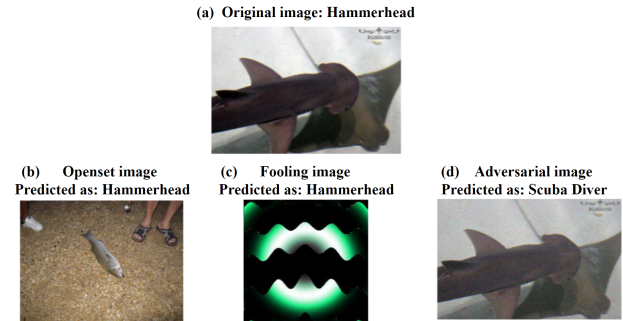 (a) Original image: Hammerhead
(b) Openset image
Predicted as: Hammerhead
(c) Fooling image
Predicted as: Hammerhead
(d) Adversarial image
Predicted as: Scuba Diver